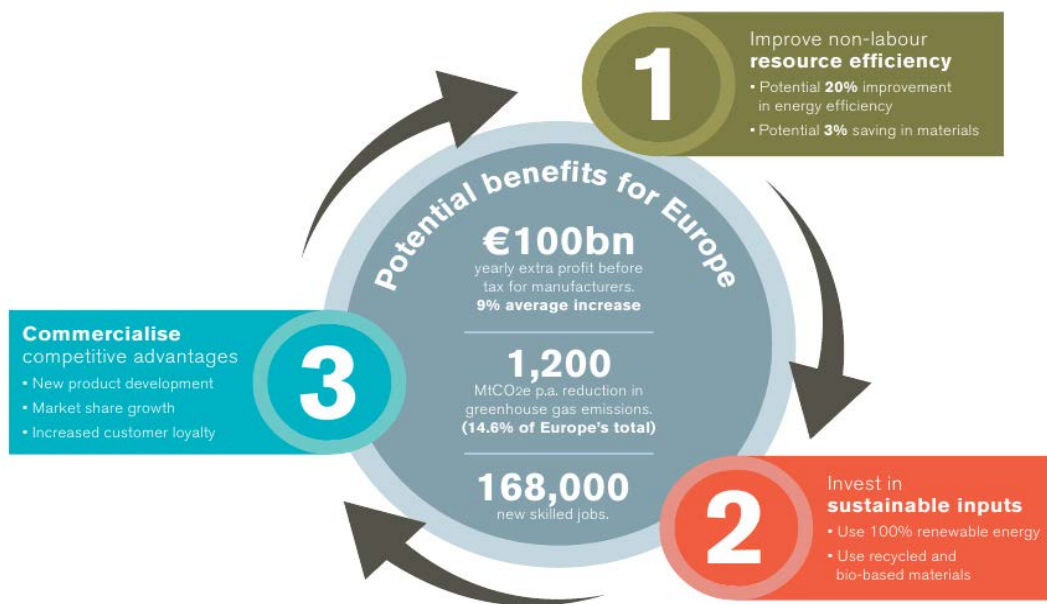 1
Improve non-labour
resource efficiency
• Potential 20% improvement
in energy efficiency
• Potential 3% saving in materials
Potential benefits for Europe
€100bn
yearly extra profit before
tax for manufacturers.
9% average increase
1,200
MtCO2e p.a. reduction in
greenhouse gas emissions.
(14.6% of Europe's total)
168,000
new skilled jobs.
2
Invest in
sustainable inputs
• Use 100% renewable energy
• Use recycled and
bio-based materials
3
Commercialise
competitive advantages
• New product development
• Market share growth
• Increased customer loyalty